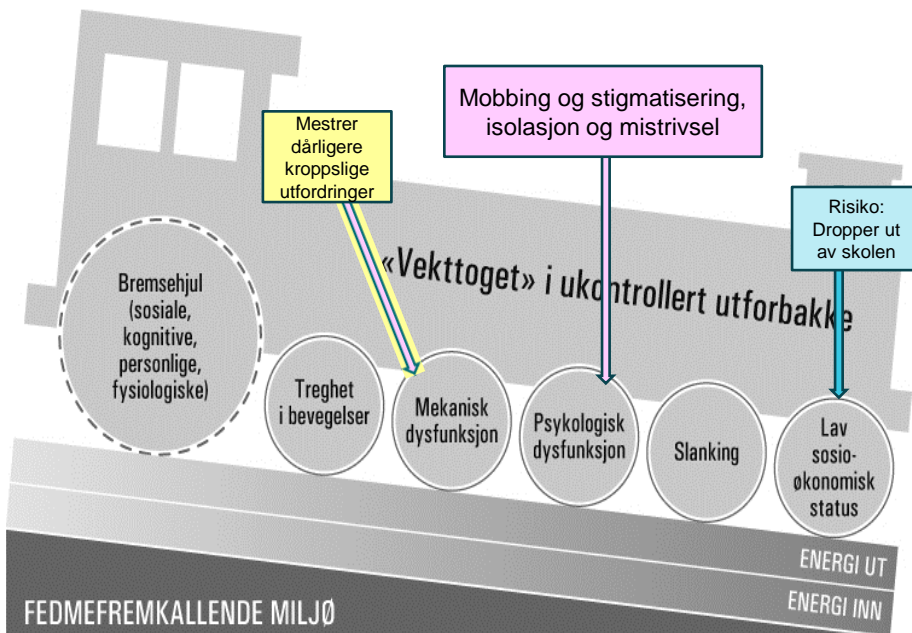 Mobbing og stigmatisering,
isolasjon og mistrivsel
Mestrer
dårligere
kroppslige
utfordringer
Risiko:
Dropper ut
av skolen
«Vekttoget» i ukontrollert utforbakke
Bremsehjul
(sosiale,
kognitive,
personlige,
fysiologiske)
Treghet
i bevegelser
Mekanisk
dysfunksjon
Psykologisk
dysfunksjon
Slanking
Lav
sosio-
økonomisk
status
ENERGI UT
ENERGI INN
FEDMEFREMKALLENDE MILJØ